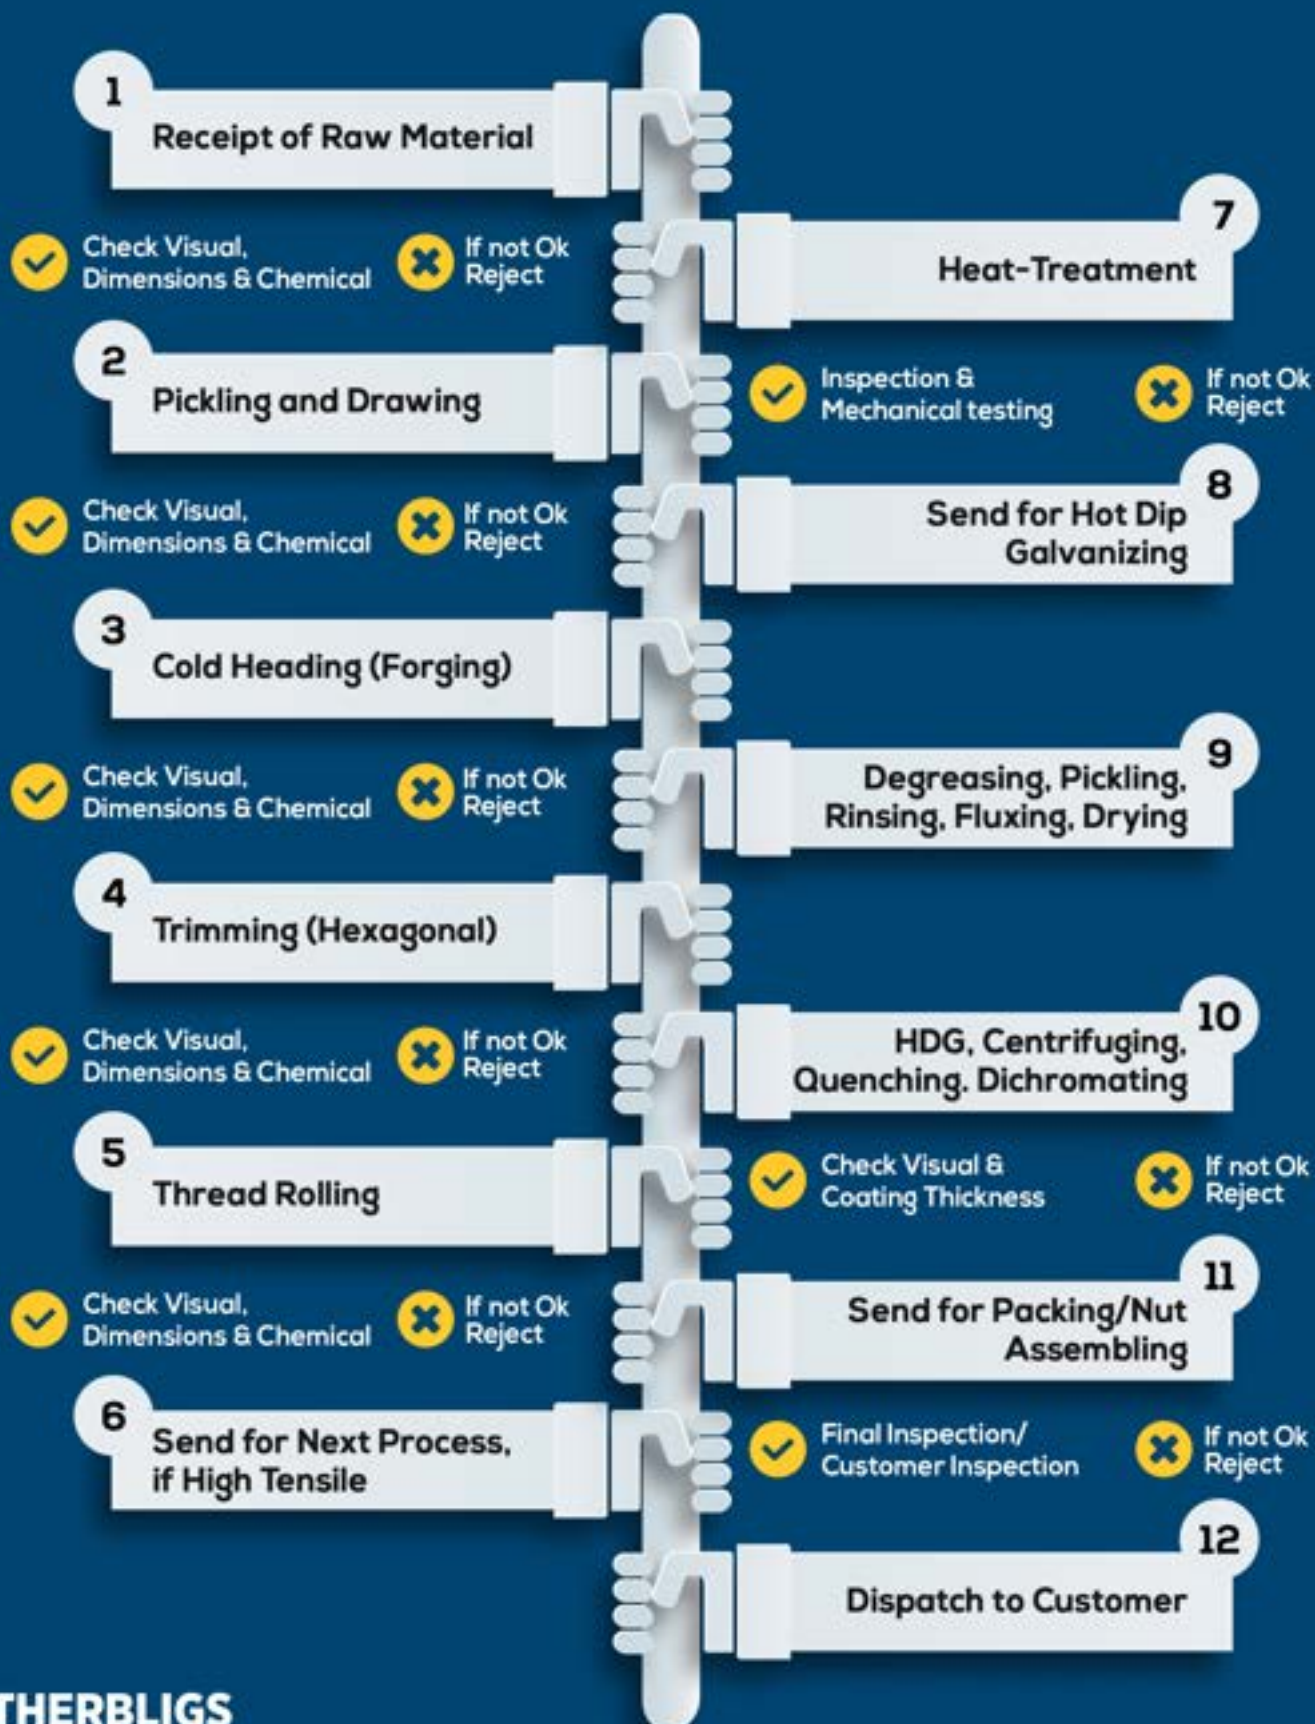 1
Receipt of Raw Material
Check Visual,
Dimensions & Chemical
If not Ok
Reject
2
Pickling and Drawing
Check Visual,
Dimensions & Chemical
If not Ok
Reject
3
Cold Heading (Forging)
Check Visual,
Dimensions & Chemical
If not Ok
Reject
4
Trimming (Hexagonal)
Check Visual,
Dimensions & Chemical
If not Ok
Reject
5
Thread Rolling
Check Visual,
Dimensions & Chemical
If not Ok
Reject
6
Send for Next Process,
if High Tensile
7
Heat-Treatment
Inspection &
Mechanical testing
If not Ok
Reject
8
Send for Hot Dip
Galvanizing
9
Degreasing, Pickling,
Rinsing, Fluxing, Drying
10
HDG, Centrifuging,
Quenching, Dichromating
Check Visual &
Coating Thickness
If not Ok
Reject
11
Send for Packing/Nut
Assembling
Final Inspection/
Customer Inspection
If not Ok
Reject
12
Dispatch to Customer
THERBLIGS